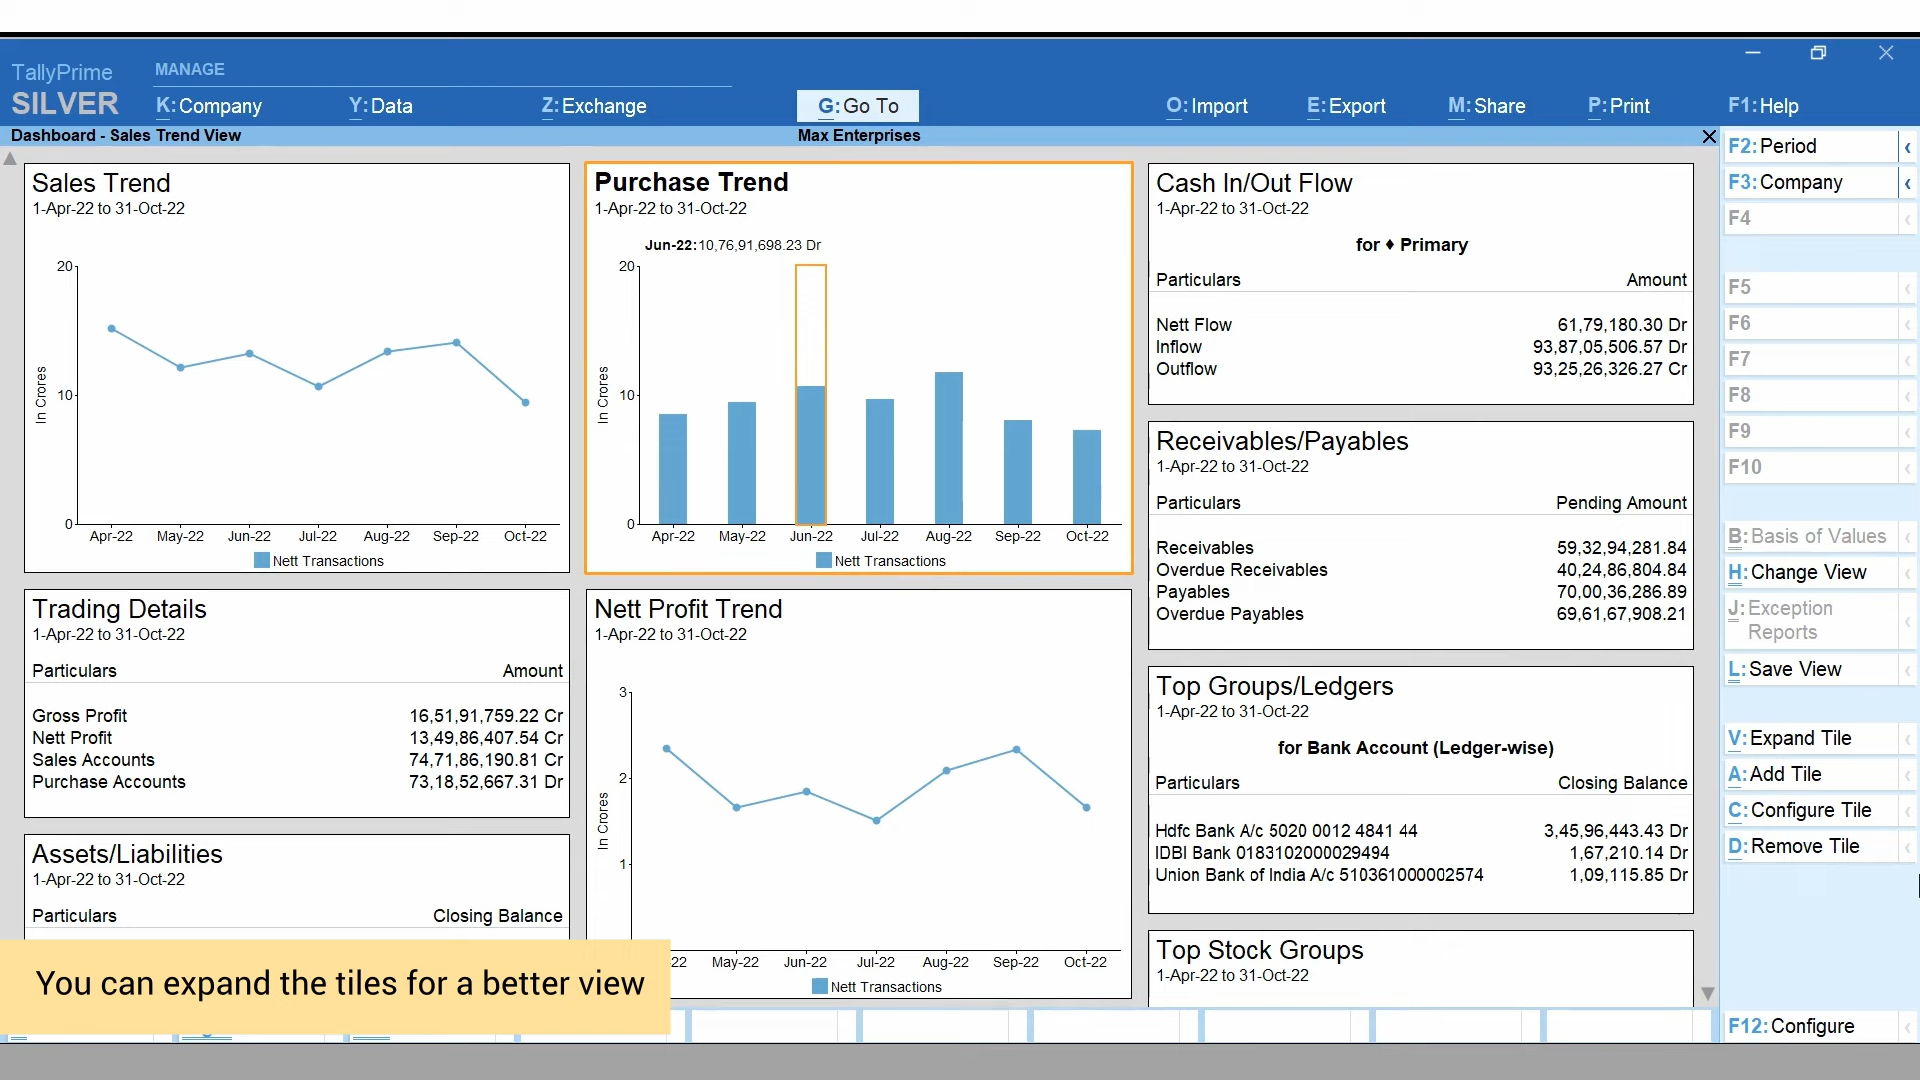 TallyPrime
SILVER
MANAGE
K:Company
Y:Data
Z:Exchange
G:Go To
O:Import
E:Export
M:Share
P:Print
F1:Help
Dashboard - Sales Trend View
Max Enterprises
Sales Trend
1-Apr-22 to 31-Oct-22
20
In Crores
10
0
Apr-22 May-22 Jun-22 Jul-22 Aug-22 Sep-22 Oct-22
Nett Transactions
Purchase Trend
1-Apr-22 to 31-Oct-22
Jun-22:10,76,91,698.23 Dr
20
In Crores
10
0
Apr-22 May-22 Jun-22 Jul-22 Aug-22 Sep-22 Oct-22
Nett Transactions
Cash In/Out Flow
1-Apr-22 to 31-Oct-22
for ♦ Primary
Particulars Amount
Nett Flow 61,79,180.30 Dr
Inflow 93,87,05,506.57 Dr
Outflow 93,25,26,326.27 Cr
Receivables/Payables
1-Apr-22 to 31-Oct-22
Particulars Pending Amount
Receivables 59,32,94,281.84
Overdue Receivables 40,24,86,804.84
Payables 70,00,36,286.89
Overdue Payables 69,61,67,908.21
Trading Details
1-Apr-22 to 31-Oct-22
Particulars Amount
Gross Profit 16,51,91,759.22 Cr
Nett Profit 13,49,86,407.54 Cr
Sales Accounts 74,71,86,190.81 Cr
Purchase Accounts 73,18,52,667.31 Dr
Nett Profit Trend
1-Apr-22 to 31-Oct-22
3
2
In Crores
1
22 May-22 Jun-22 Jul-22 Aug-22 Sep-22 Oct-22
Nett Transactions
Top Groups/Ledgers
1-Apr-22 to 31-Oct-22
for Bank Account (Ledger-wise)
Particulars Closing Balance
Hdfc Bank A/c 5020 0012 4841 44 3,45,96,443.43 Dr
IDBI Bank 0183102000029494 1,67,210.14 Dr
Union Bank of India A/c 510361000002574 1,09,115.85 Dr
Assets/Liabilities
1-Apr-22 to 31-Oct-22
Particulars Closing Balance
Top Stock Groups
1-Apr-22 to 31-Oct-22
You can expand the tiles for a better view
F2:Period
F3:Company
F4
F5
F6
F7
F8
F9
F10
B:Basis of Values
H:Change View
J:Exception
Reports
L:Save View
V:Expand Tile
A:Add Tile
C:Configure Tile
D:Remove Tile
F12:Configure